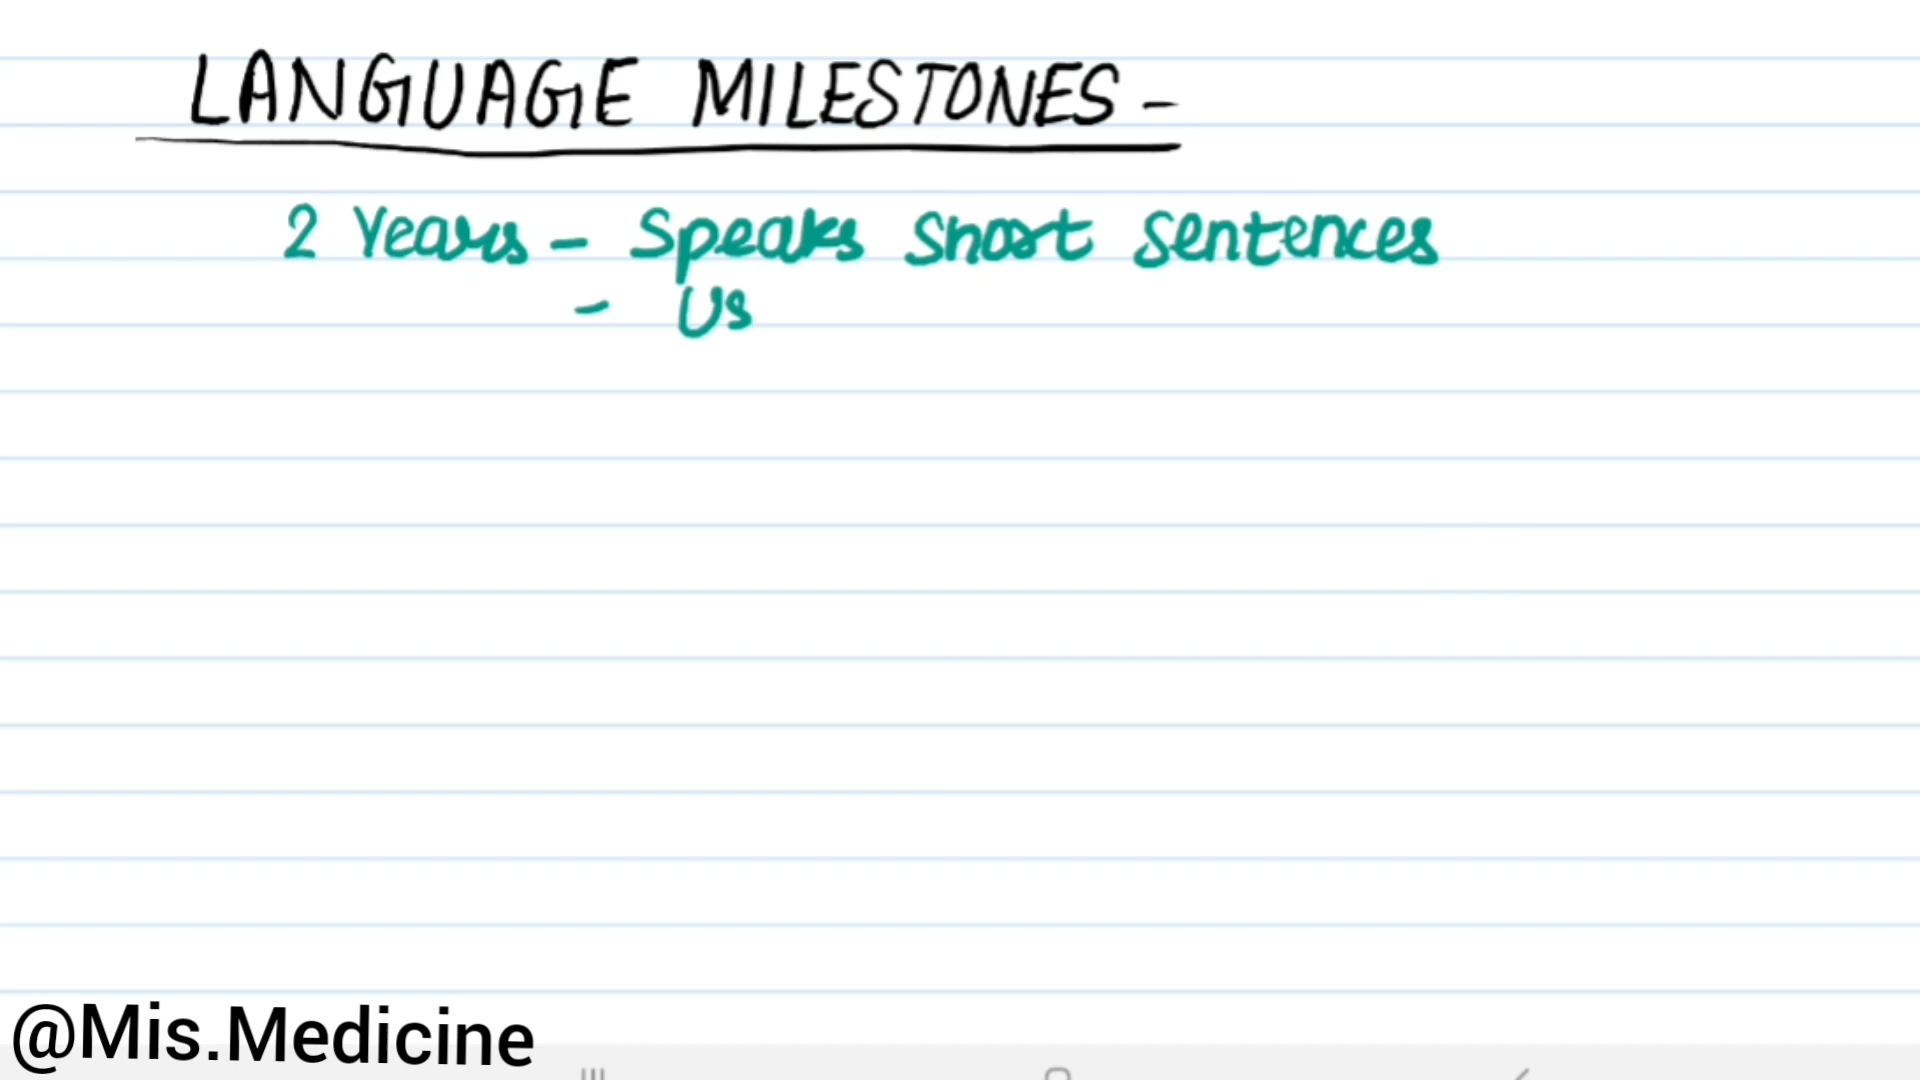 LANGUAGE MILESTONES -
2 Years - Speaks Short Sentences
- Us
@Mis.Medicine